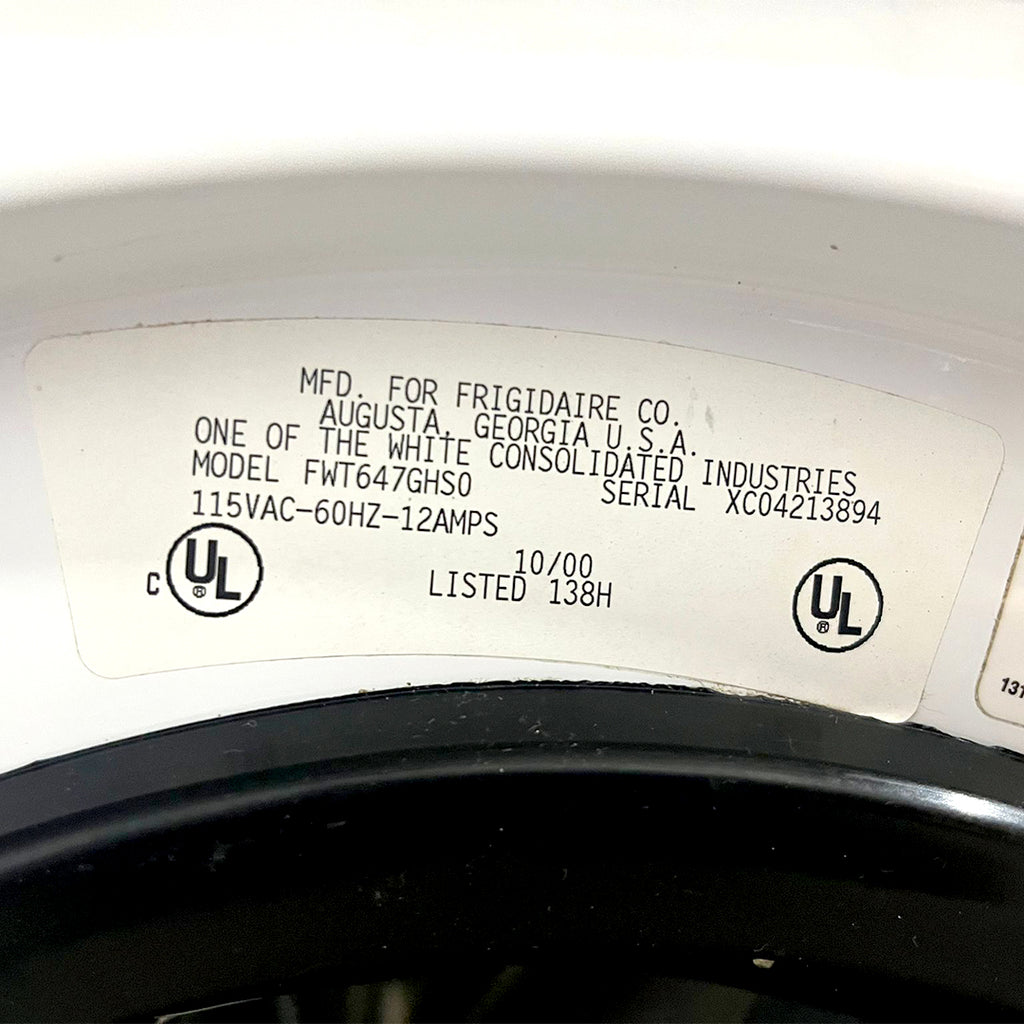 MFD. FOR FRIGIDAIRE CO.
AUGUSTA, GEORGIA U.S.A.
ONE OF THE WHITE CONSOLIDATED INDUSTRIES
MODEL FWT647GHS0 SERIAL XC04213894
115VAC-60HZ-12AMPS
10/00
LISTED 138H
C UL ®
UL ®